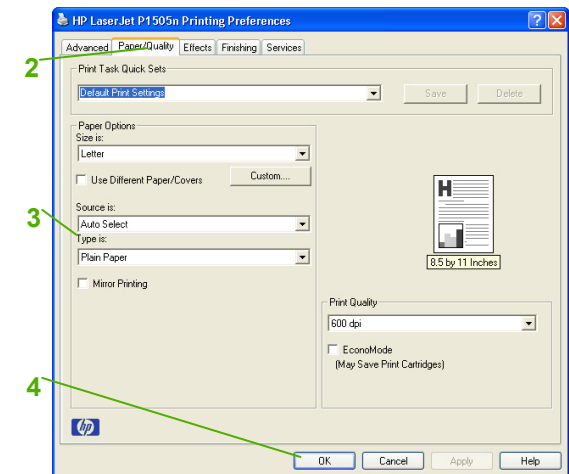 HP LaserJet P1505n Printing Preferences
Advanced Paper/Quality Effects Finishing Services
2
Print Task Quick Sets
Default Print Settings Save Delete
Paper Options
Size is:
Letter
Use Different Paper/Covers Custom....
Source is:
3
Auto Select
Type is:
Plain Paper
Mirror Printing
H
8.5 by 11 Inches
Print Quality
600 dpi
EconoMode
(May Save Print Cartridges)
4
hp
OK Cancel Apply Help